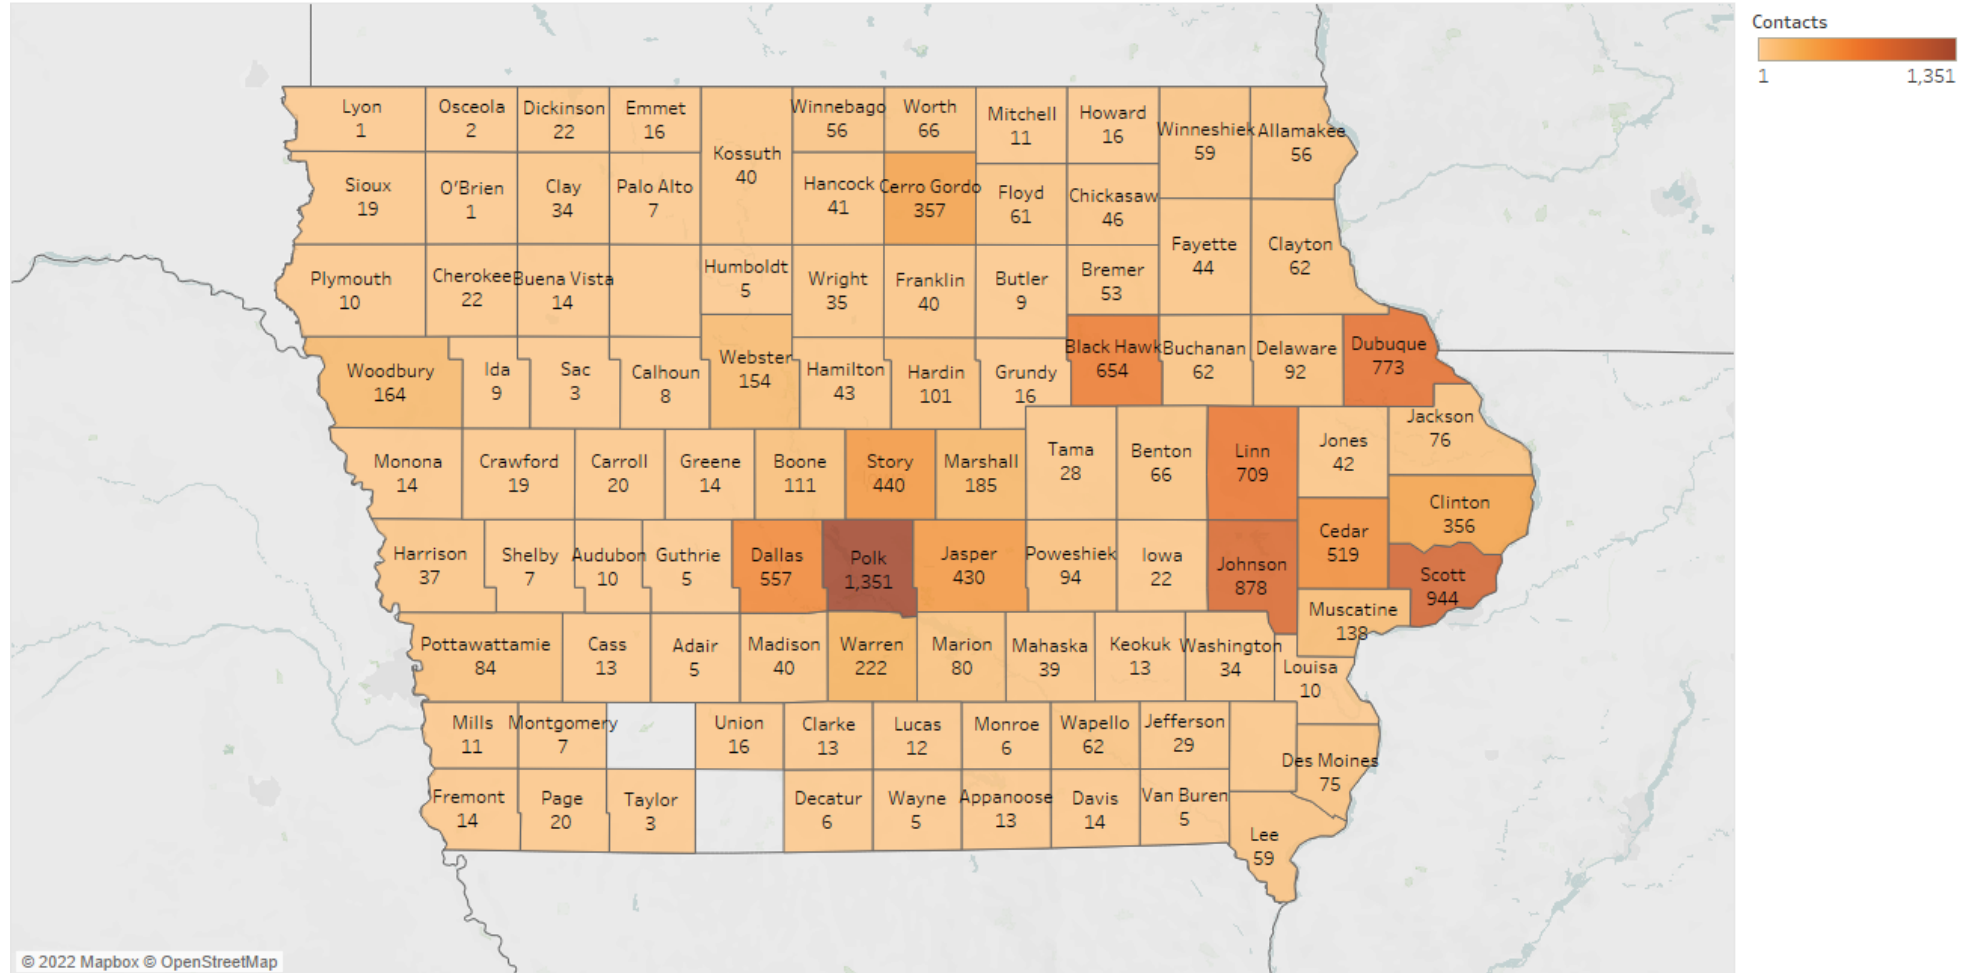 Contacts
1 1,351
Lyon
1
Osceola
2
Dickinson
22
Emmet
16
Kossuth
40
Winnebago
56
Worth
66
Mitchell
11
Howard
16
Winneshiek
59
Allamakee
56
Sioux
19
O'Brien
1
Clay
34
Palo Alto
7
Hancock
41
Cerro Gordo
357
Floyd
61
Chickasaw
46
Fayette
44
Clayton
62
Plymouth
10
Cherokee
22
Buena Vista
14
Humboldt
5
Wright
35
Franklin
40
Butler
9
Bremer
53
Woodbury
164
Ida
9
Sac
3
Calhoun
8
Webster
154
Hamilton
43
Hardin
101
Grundy
16
Black Hawk
654
Buchanan
62
Delaware
92
Dubuque
773
Jackson
76
Monona
14
Crawford
19
Carroll
20
Greene
14
Boone
111
Story
440
Marshall
185
Tama
28
Benton
66
Linn
709
Jones
42
Clinton
356
Harrison
37
Shelby
7
Audubon
10
Guthrie
5
Dallas
557
Polk
1,351
Jasper
430
Poweshiek
94
Iowa
22
Johnson
878
Cedar
519
Scott
944
Muscatine
138
Pottawattamie
84
Cass
13
Adair
5
Madison
40
Warren
222
Marion
80
Mahaska
39
Keokuk
13
Washington
34
Louisa
10
Mills
11
Montgomery
7
Union
16
Clarke
13
Lucas
12
Monroe
6
Wapello
62
Jefferson
29
Des Moines
75
Fremont
14
Page
20
Taylor
3
Decatur
6
Wayne
5
Appanoose
13
Davis
14
Van Buren
5
Lee
59
© 2022 Mapbox © OpenStreetMap